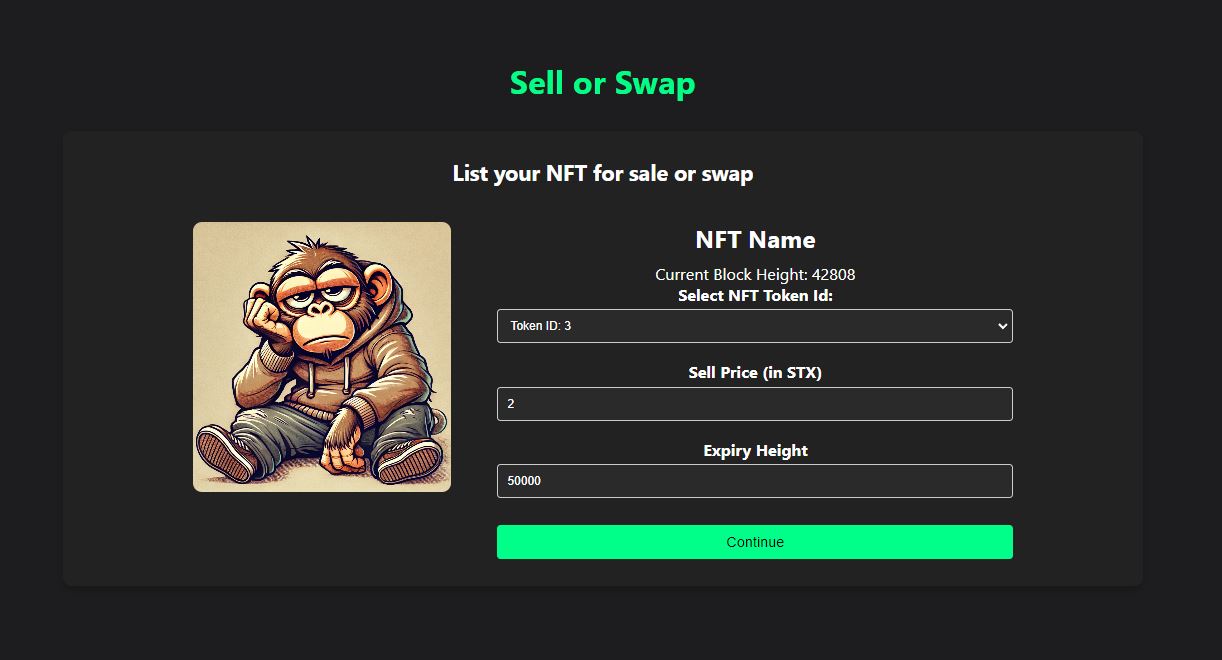 Sell or Swap
List your NFT for sale or swap
NFT Name
Current Block Height: 42808
Select NFT Token Id:
Token ID: 3
Sell Price (in STX)
2
Expiry Height
50000
Continue